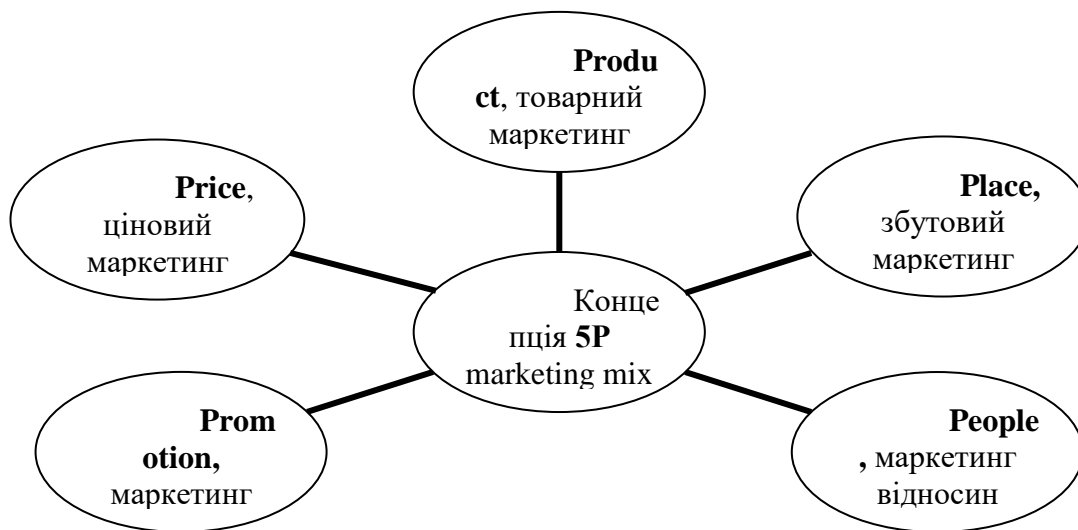 Produ
ct, товарний
маркетинг
Price,
ціновий
маркетинг
Place,
збутовий
маркетинг
Конце
пція 5P
marketing mix
Prom
otion,
маркетинг
People
, маркетинг
відносин